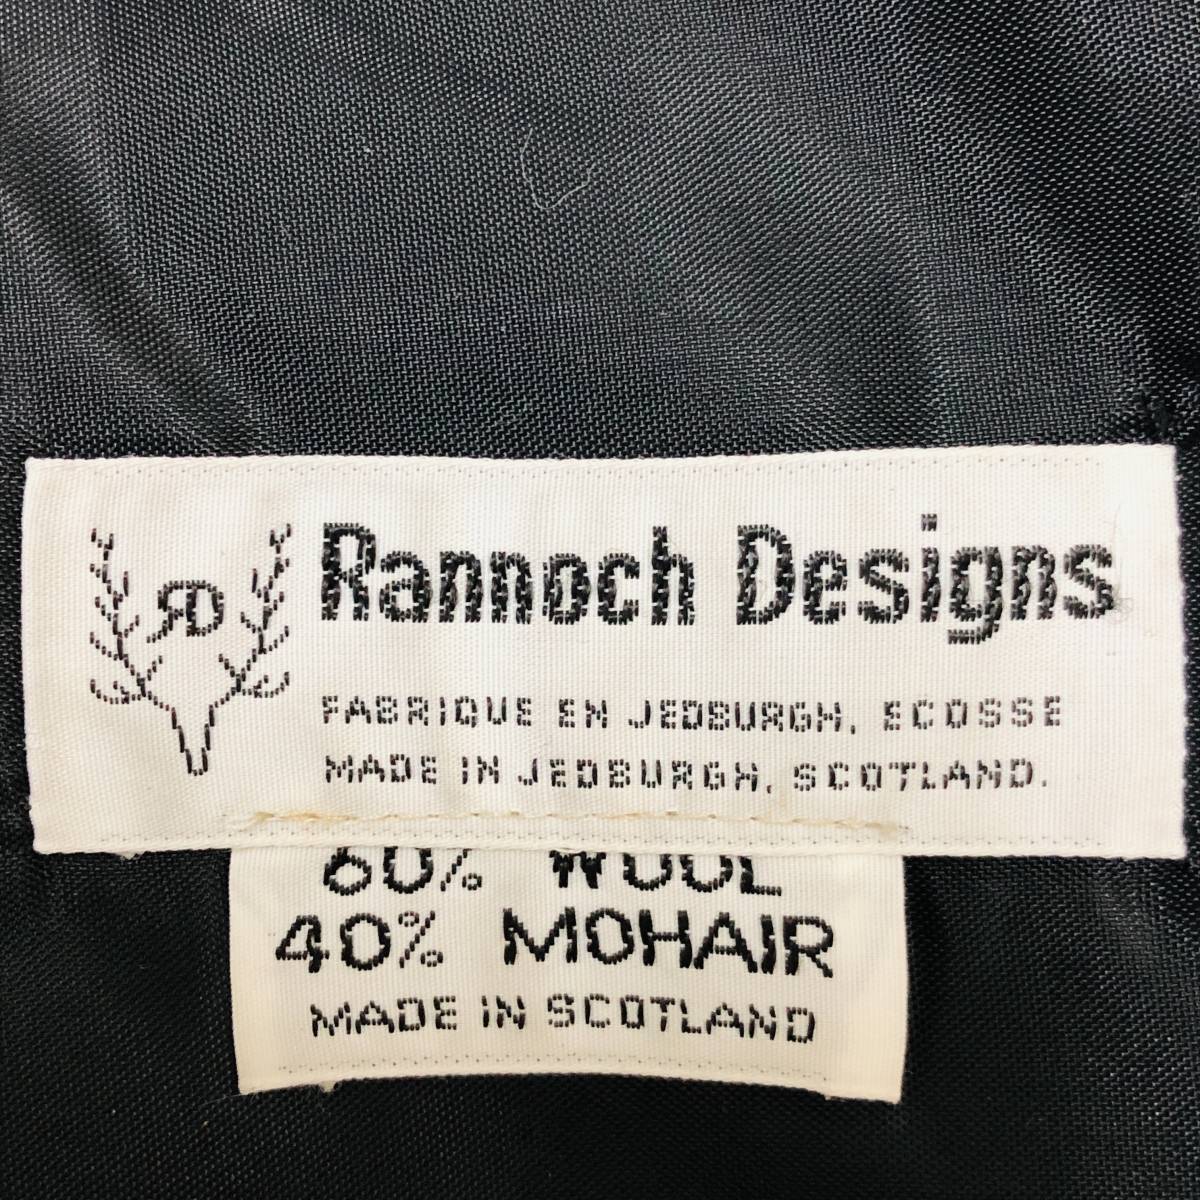 RD
Rannoch Designs
FABRIQUE EN JEDBURGH, ECOSSE
MADE IN JEDBURGH, SCOTLAND.
60% WOOL
40% MOHAIR
MADE IN SCOTLAND